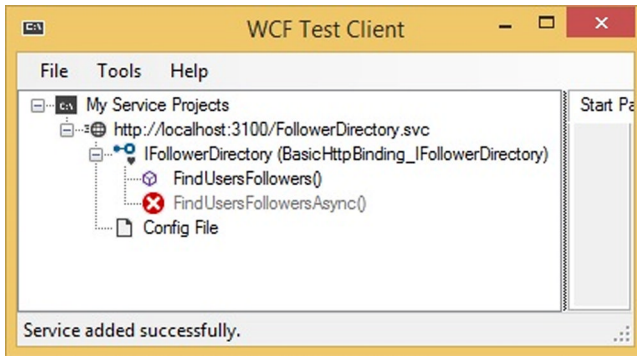 WCF Test Client
File Tools Help
My Service Projects
Start Pa
http://localhost:3100/FollowerDirectory.svc
IFollowerDirectory (BasicHttpBinding_IFollowerDirectory)
FindUsersFollowers()
FindUsersFollowersAsync()
Config File
Service added successfully.